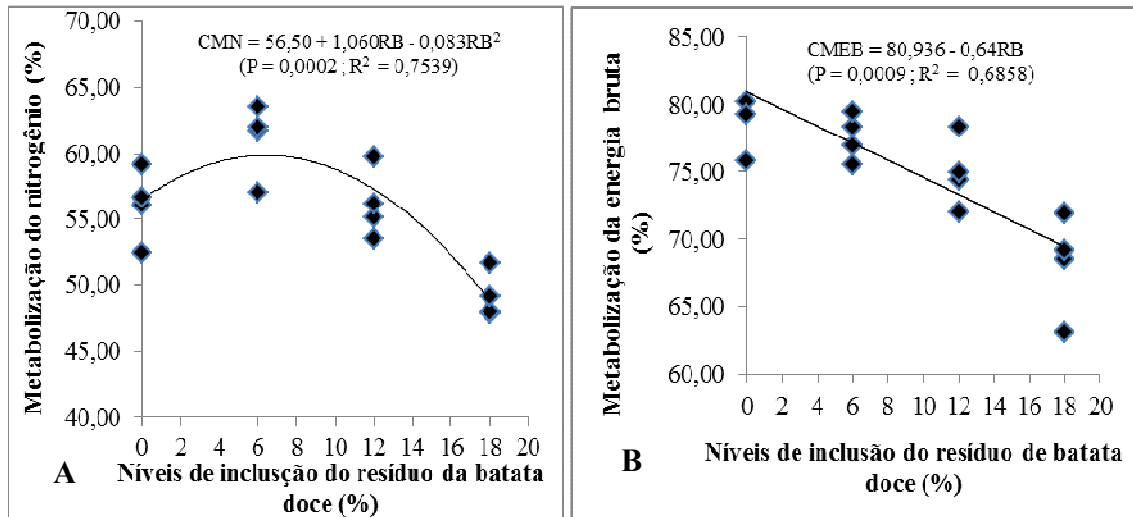 70,00
65,00
60,00
55,00
50,00
45,00
40,00
Metabolização do nitrogênio (%)
CMN = 56,50 + 1,060RB - 0,083RB²
(P = 0,0002 ; R² = 0,7539)
0 2 4 6 8 10 12 14 16 18 20
A Níveis de inclusção do resíduo da batata
doce (%)
85,00
80,00
75,00
70,00
65,00
60,00
Metabolização da energia bruta
(%)
CMEB = 80,936 - 0,64RB
(P = 0,0009 ; R² = 0,6858)
0 2 4 6 8 10 12 14 16 18 20
B Níveis de inclusão do resíduo de batata
doce (%)